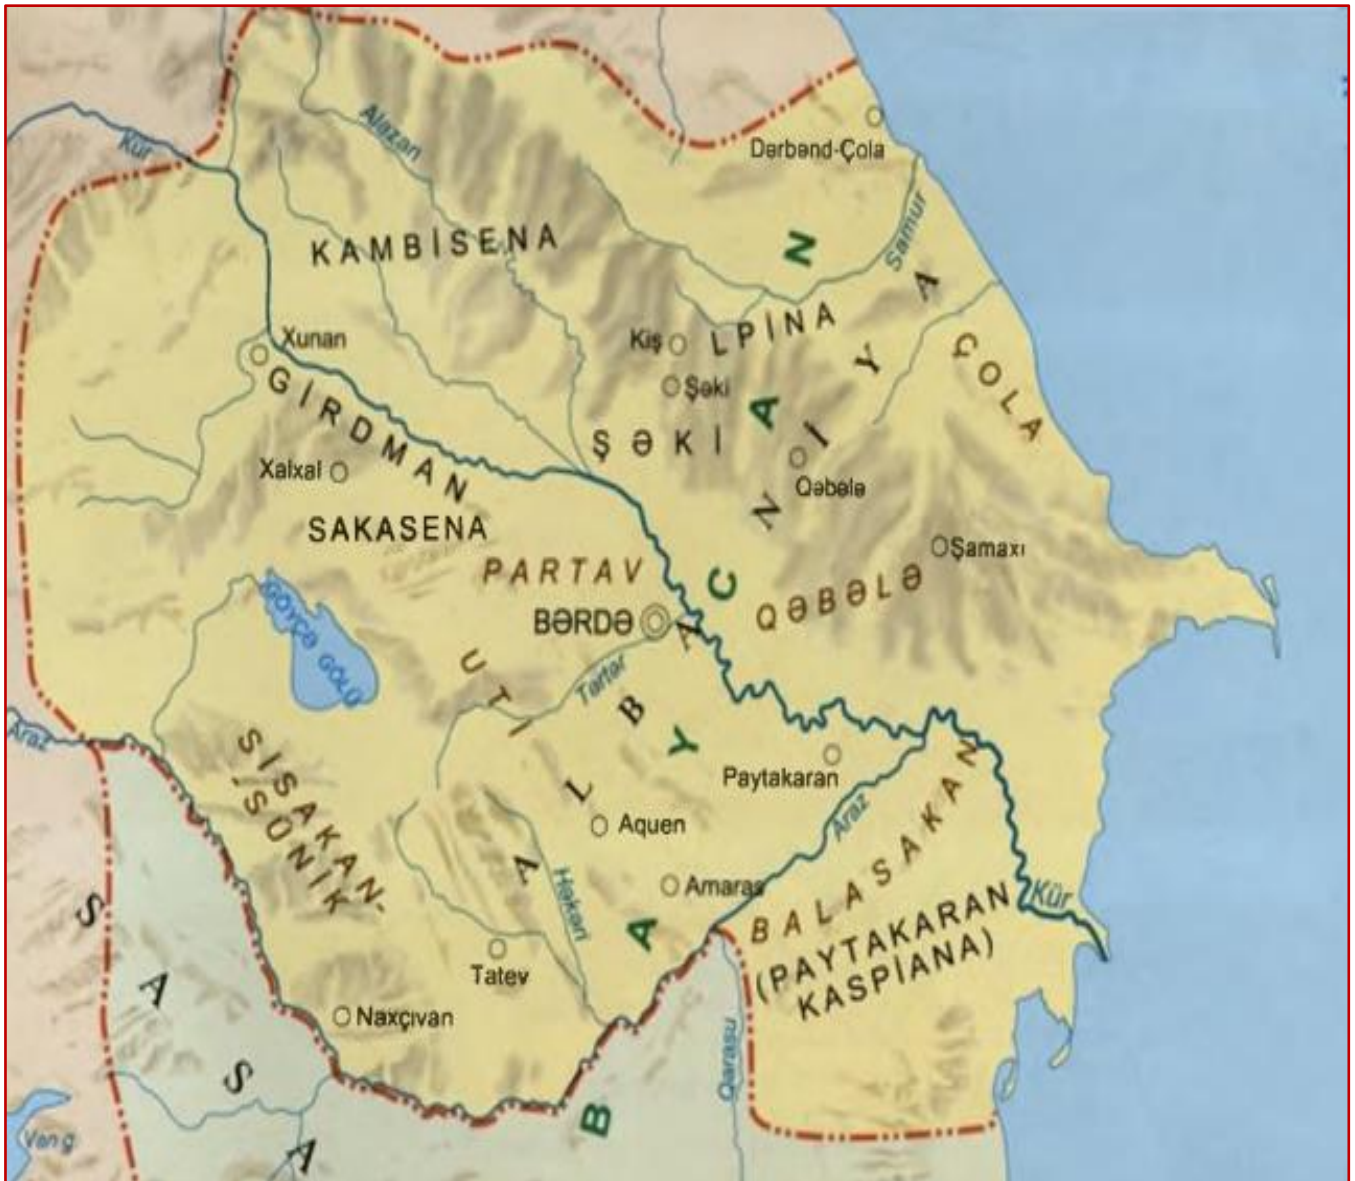 Dərbənd-Çola
Kür
Alazan
Samur
KAMBİSENA
LPİNA
ÇOLA
Xunan
Kiş
Şəki
GİRDMAN
ŞƏKİ
Xalxal
Qəbələ
SAKASENA
Şamaxı
PARTAV
QƏBƏLƏ
BƏRDƏ
GÖYÇƏ GÖLÜ
UTİ
Tərtər
ALBANİYA
AZƏRBAYCAN
Araz
SİSAKAN-
SÜNİK
Paytakaran
Araz
Aquen
Həkəri
Amaras
BALASAKAN
(PAYTAKARAN
KASPİANA)
Kür
Tatev
Naxçıvan
Qarasu
SASA
Van g.